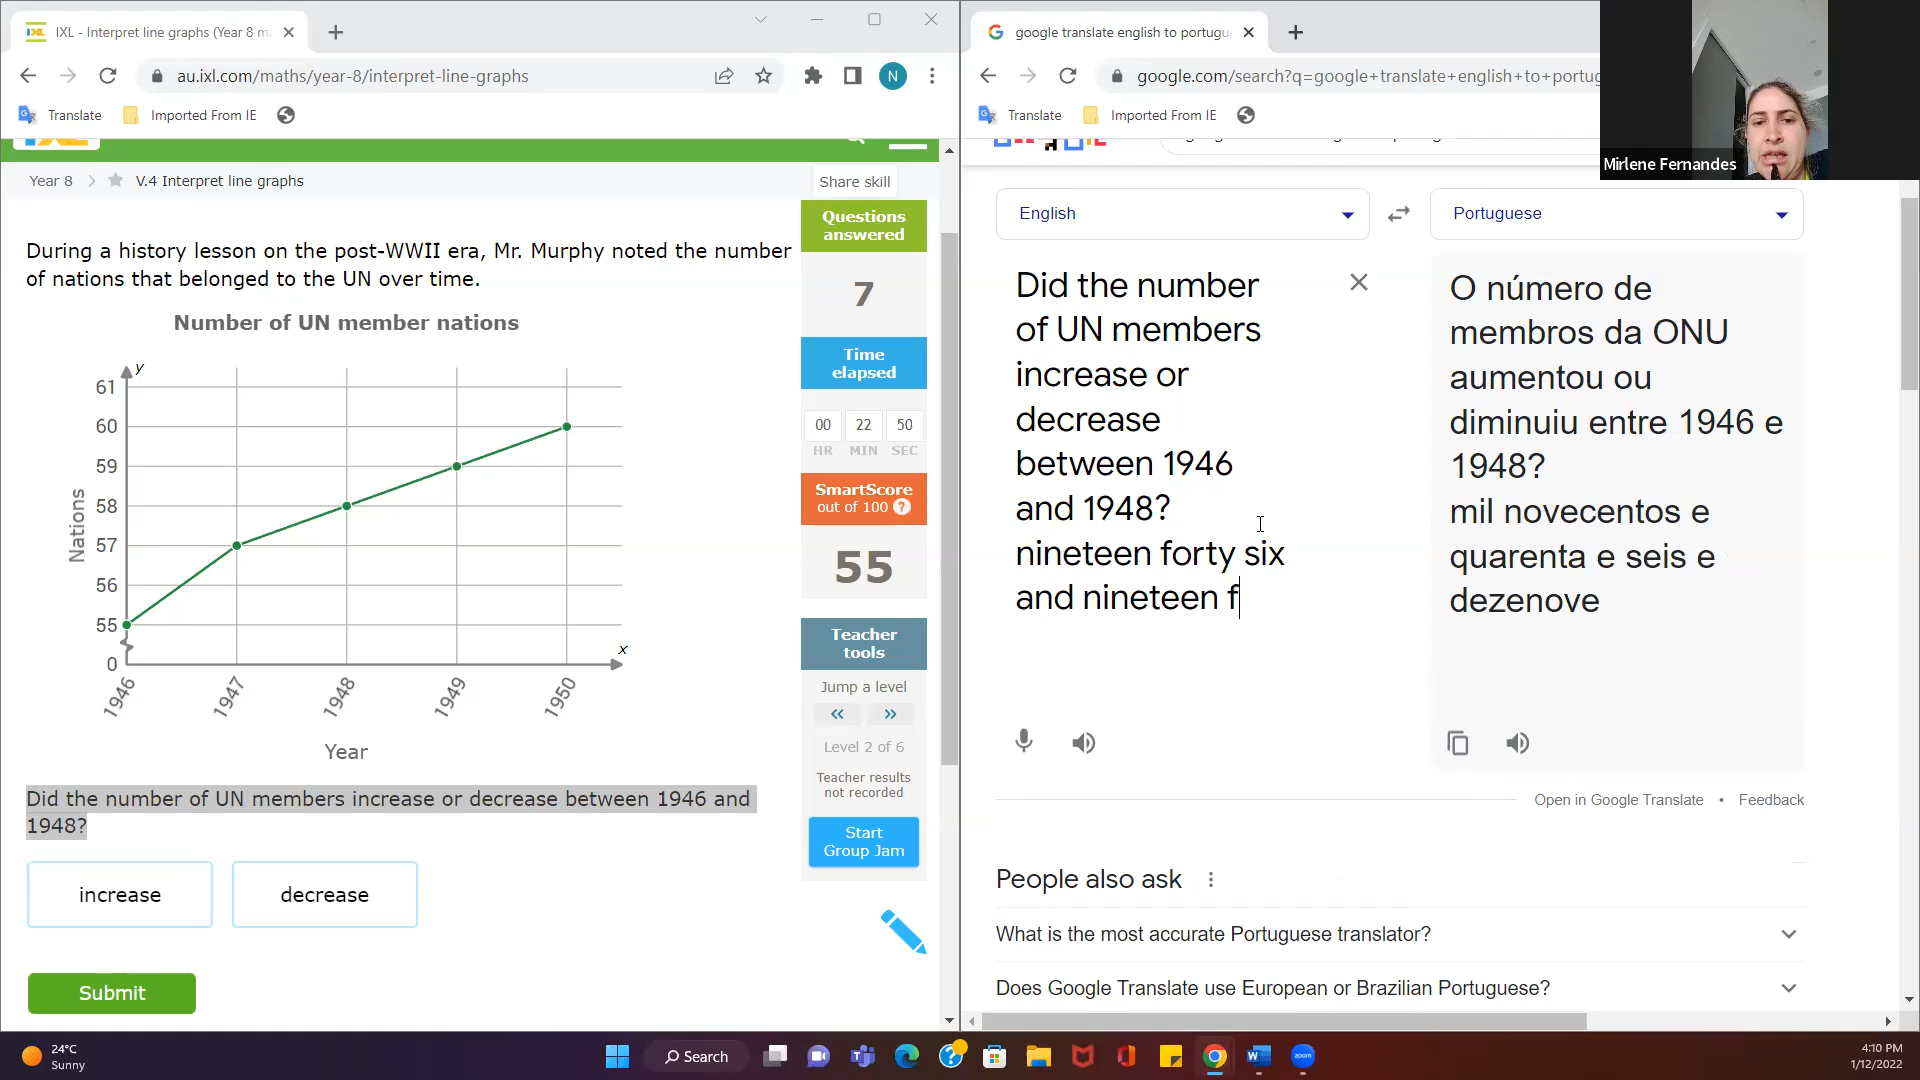 IXL - Interpret line graphs (Year 8 m
au.ixl.com/maths/year-8/interpret-line-graphs
N
Translate
Imported From IE
Year 8
V.4 Interpret line graphs
Share skill
During a history lesson on the post-WWII era, Mr. Murphy noted the number
of nations that belonged to the UN over time.
Number of UN member nations
y
61
60
59
58
57
56
55
0
x
Nations
1946
1947
1948
1949
1950
Year
Did the number of UN members increase or decrease between 1946 and
1948?
increase
decrease
Submit
Questions
answered
7
Time
elapsed
00
22
50
HR
MIN
SEC
SmartScore
out of 100 ?
55
Teacher
tools
Jump a level
Level 2 of 6
Teacher results
not recorded
Start
Group Jam
google translate english to portugu
google.com/search?q=google+translate+english+to+portug
Translate
Imported From IE
Mirlene Fernandes
English
Portuguese
Did the number
of UN members
increase or
decrease
between 1946
and 1948?
nineteen forty six
and nineteen f
O número de
membros da ONU
aumentou ou
diminuiu entre 1946 e
1948?
mil novecentos e
quarenta e seis e
dezenove
Open in Google Translate • Feedback
People also ask
What is the most accurate Portuguese translator?
Does Google Translate use European or Brazilian Portuguese?
24°C
Sunny
Search
zoom
4:10 PM
1/12/2022